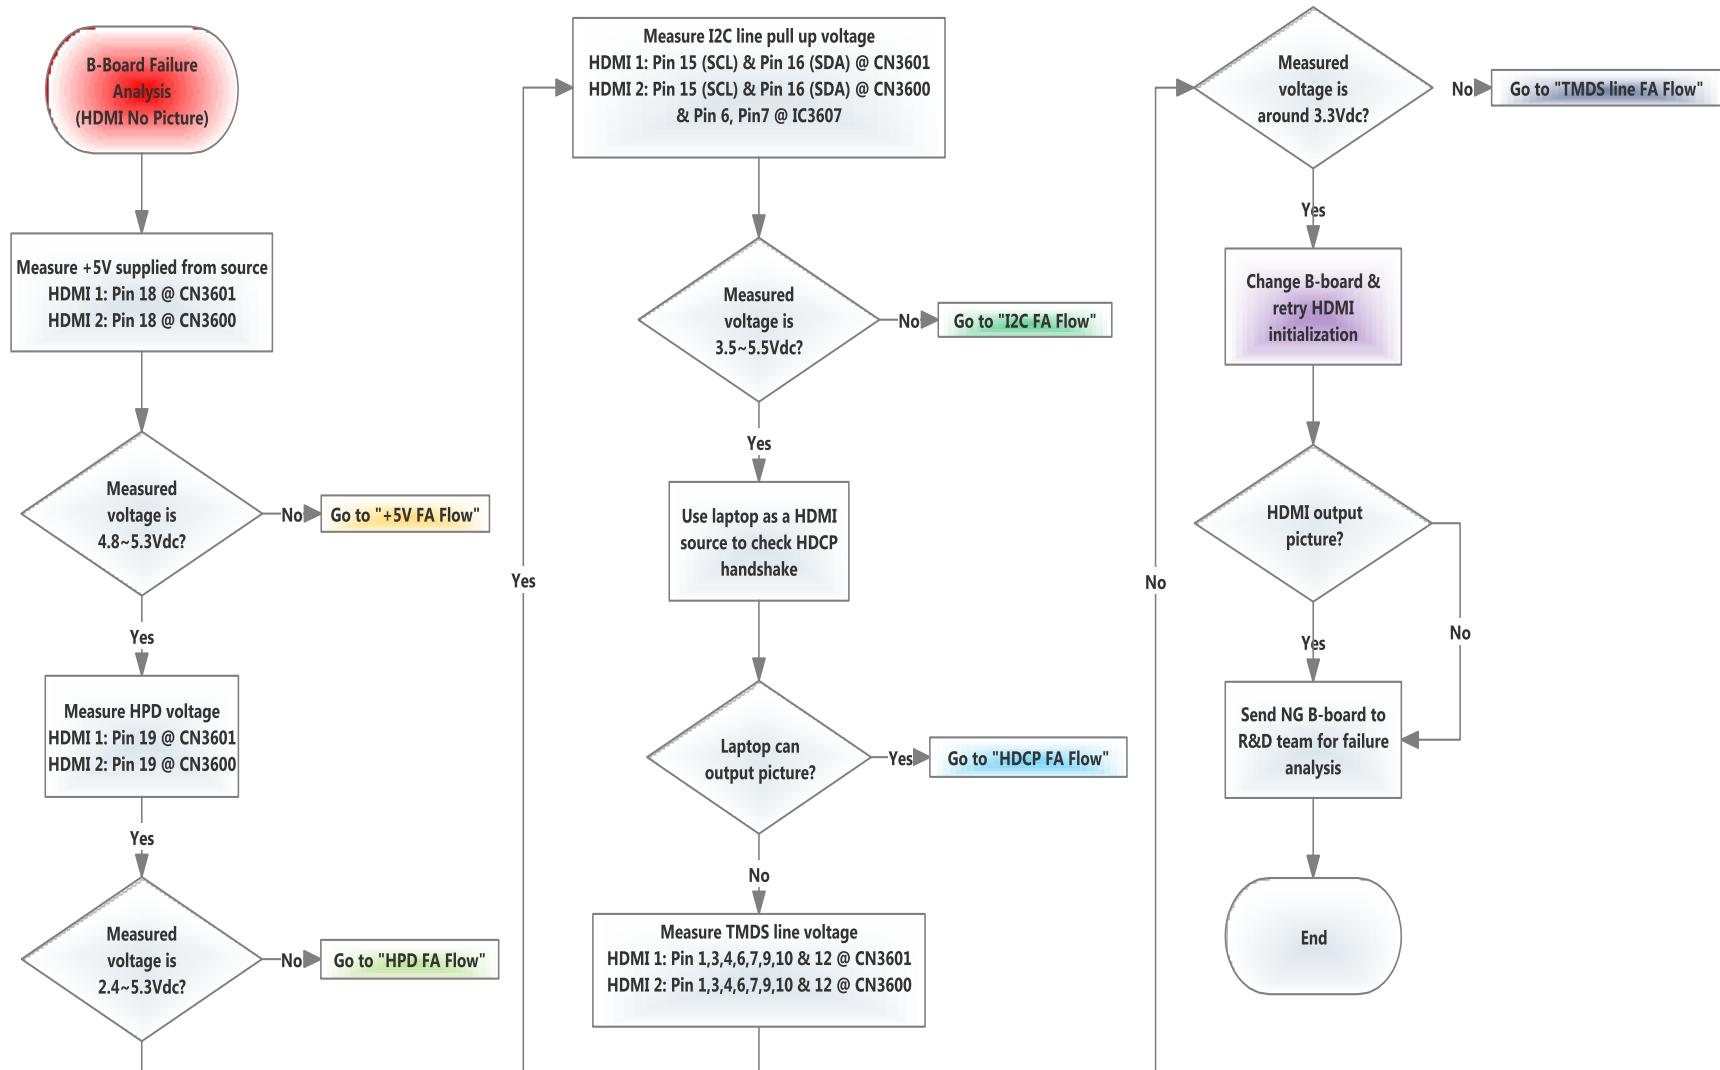 B-Board Failure
Analysis
(HDMI No Picture)
Measure +5V supplied from source
HDMI 1: Pin 18 @ CN3601
HDMI 2: Pin 18 @ CN3600
Measured
voltage is
4.8~5.3Vdc?
No
Go to "+5V FA Flow"
Yes
Measure HPD voltage
HDMI 1: Pin 19 @ CN3601
HDMI 2: Pin 19 @ CN3600
Yes
Measured
voltage is
2.4~5.3Vdc?
No
Go to "HPD FA Flow"
Yes
Measure I2C line pull up voltage
HDMI 1: Pin 15 (SCL) & Pin 16 (SDA) @ CN3601
HDMI 2: Pin 15 (SCL) & Pin 16 (SDA) @ CN3600
& Pin 6, Pin7 @ IC3607
Measured
voltage is
3.5~5.5Vdc?
No
Go to "I2C FA Flow"
Yes
Use laptop as a HDMI
source to check HDCP
handshake
Laptop can
output picture?
Yes
Go to "HDCP FA Flow"
No
Measure TMDS line voltage
HDMI 1: Pin 1,3,4,6,7,9,10 & 12 @ CN3601
HDMI 2: Pin 1,3,4,6,7,9,10 & 12 @ CN3600
No
Measured
voltage is
around 3.3Vdc?
No
Go to "TMDS line FA Flow"
Yes
Change B-board &
retry HDMI
initialization
HDMI output
picture?
No
Yes
Send NG B-board to
R&D team for failure
analysis
End